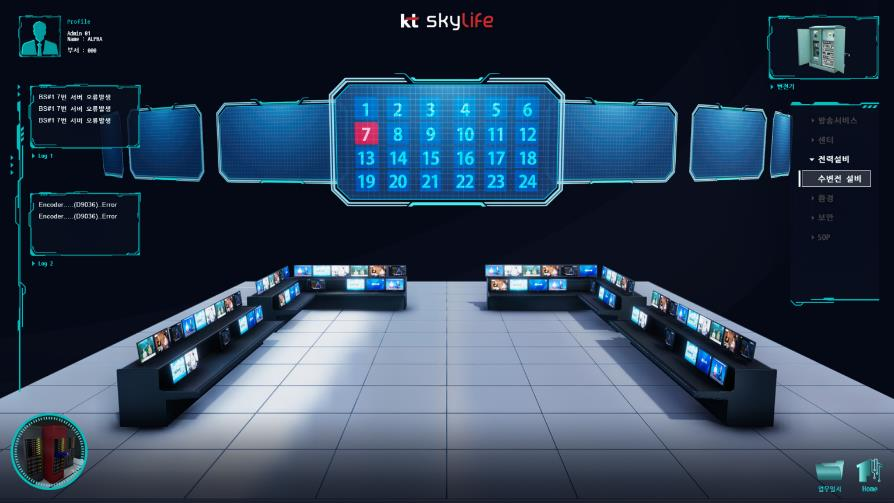 kt skylife
Profile
Admin 01
Name : ALPHA
부서 : 000
BS#1 7번 서버 오류발생
BS#1 7번 서버 오류발생
BS#1 7번 서버 오류발생
Log 1
Encoder.....(D9036)..Error
Encoder.....(D9036)..Error
Log 2
1 2 3 4 5 6
7 8 9 10 11 12
13 14 15 16 17 18
19 20 21 22 23 24
변전기
방송서비스
센터
전력설비
수변전 설비
환경
보안
SOP
업무일지
Home